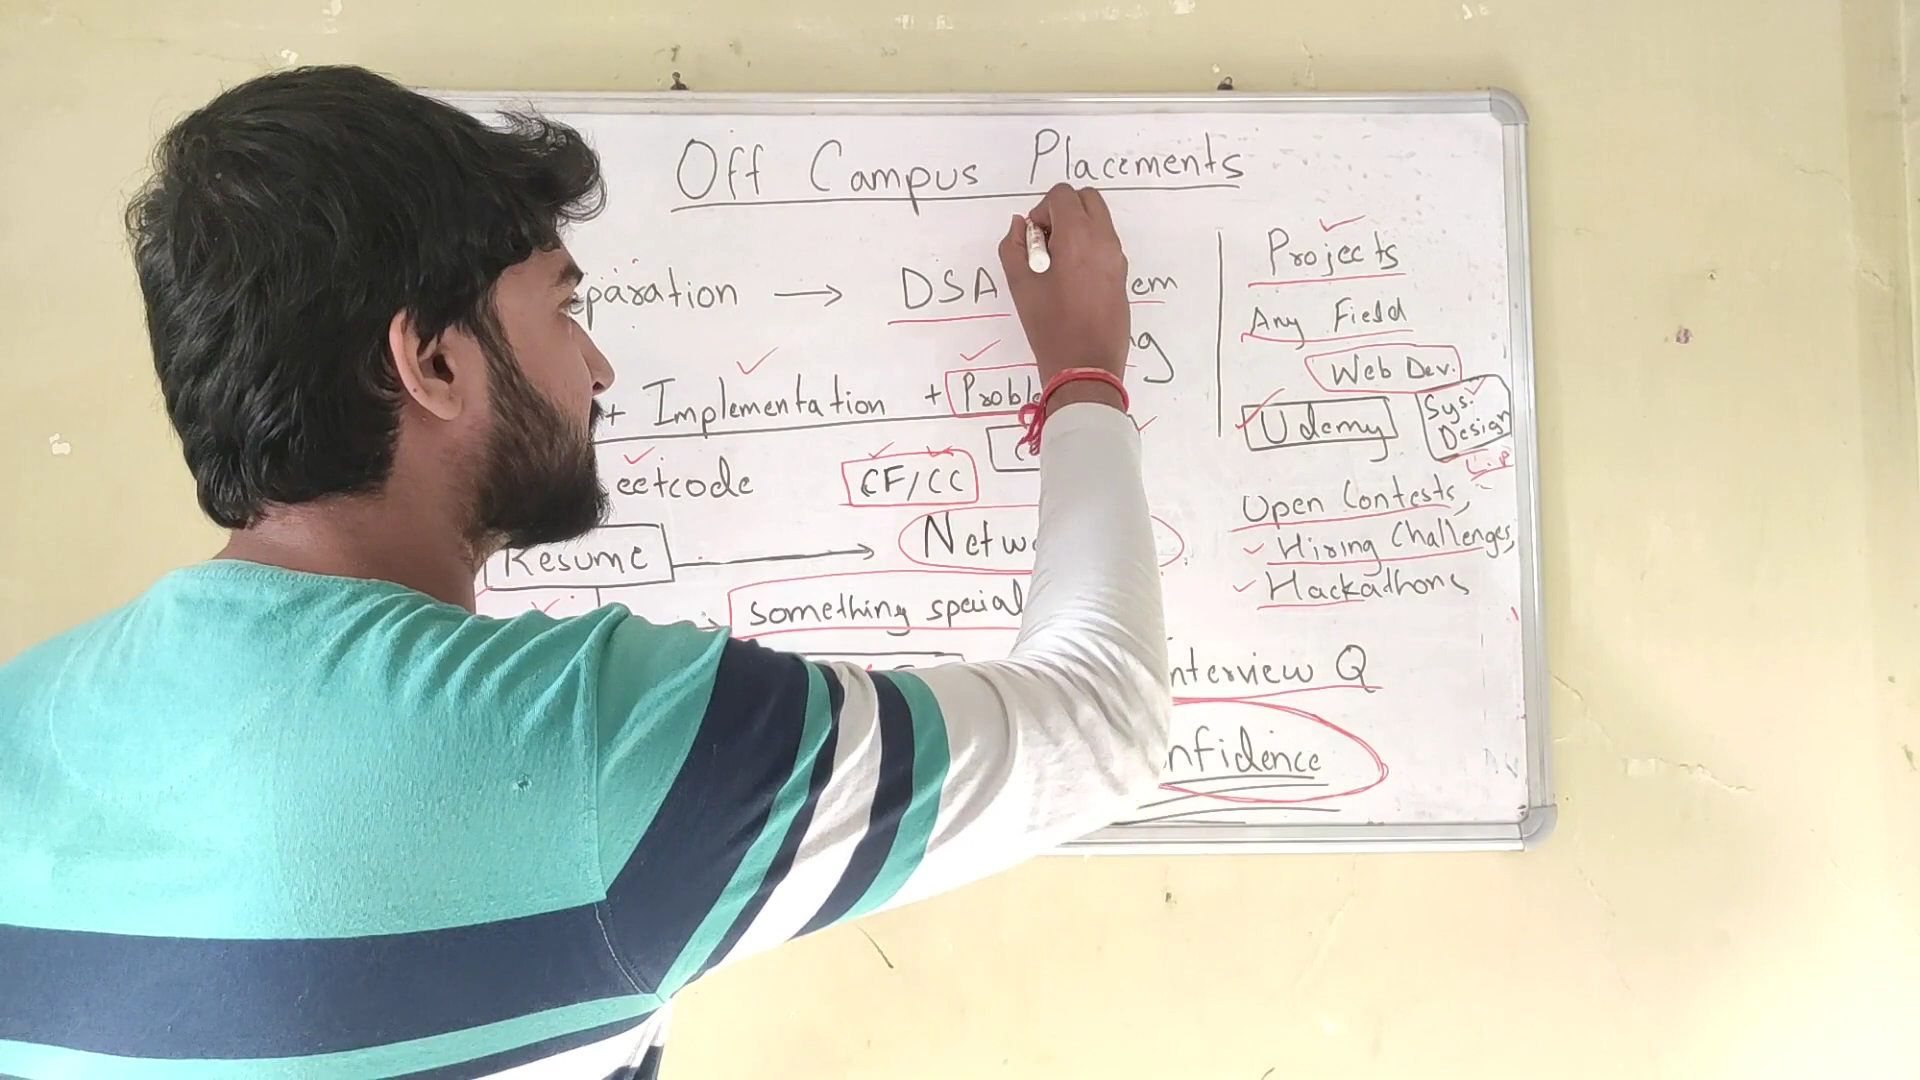 Off Campus Placements
eparation → DSA em
ng
+ Implementation + Proble
eetcode CF/CC
Resume → Netwo
something special
Projects
Any Field
Web Dev.
Udemy
Sys.
Design
Open Contests,
Hiring Challenges,
Hackathons
nterview Q
nfidence